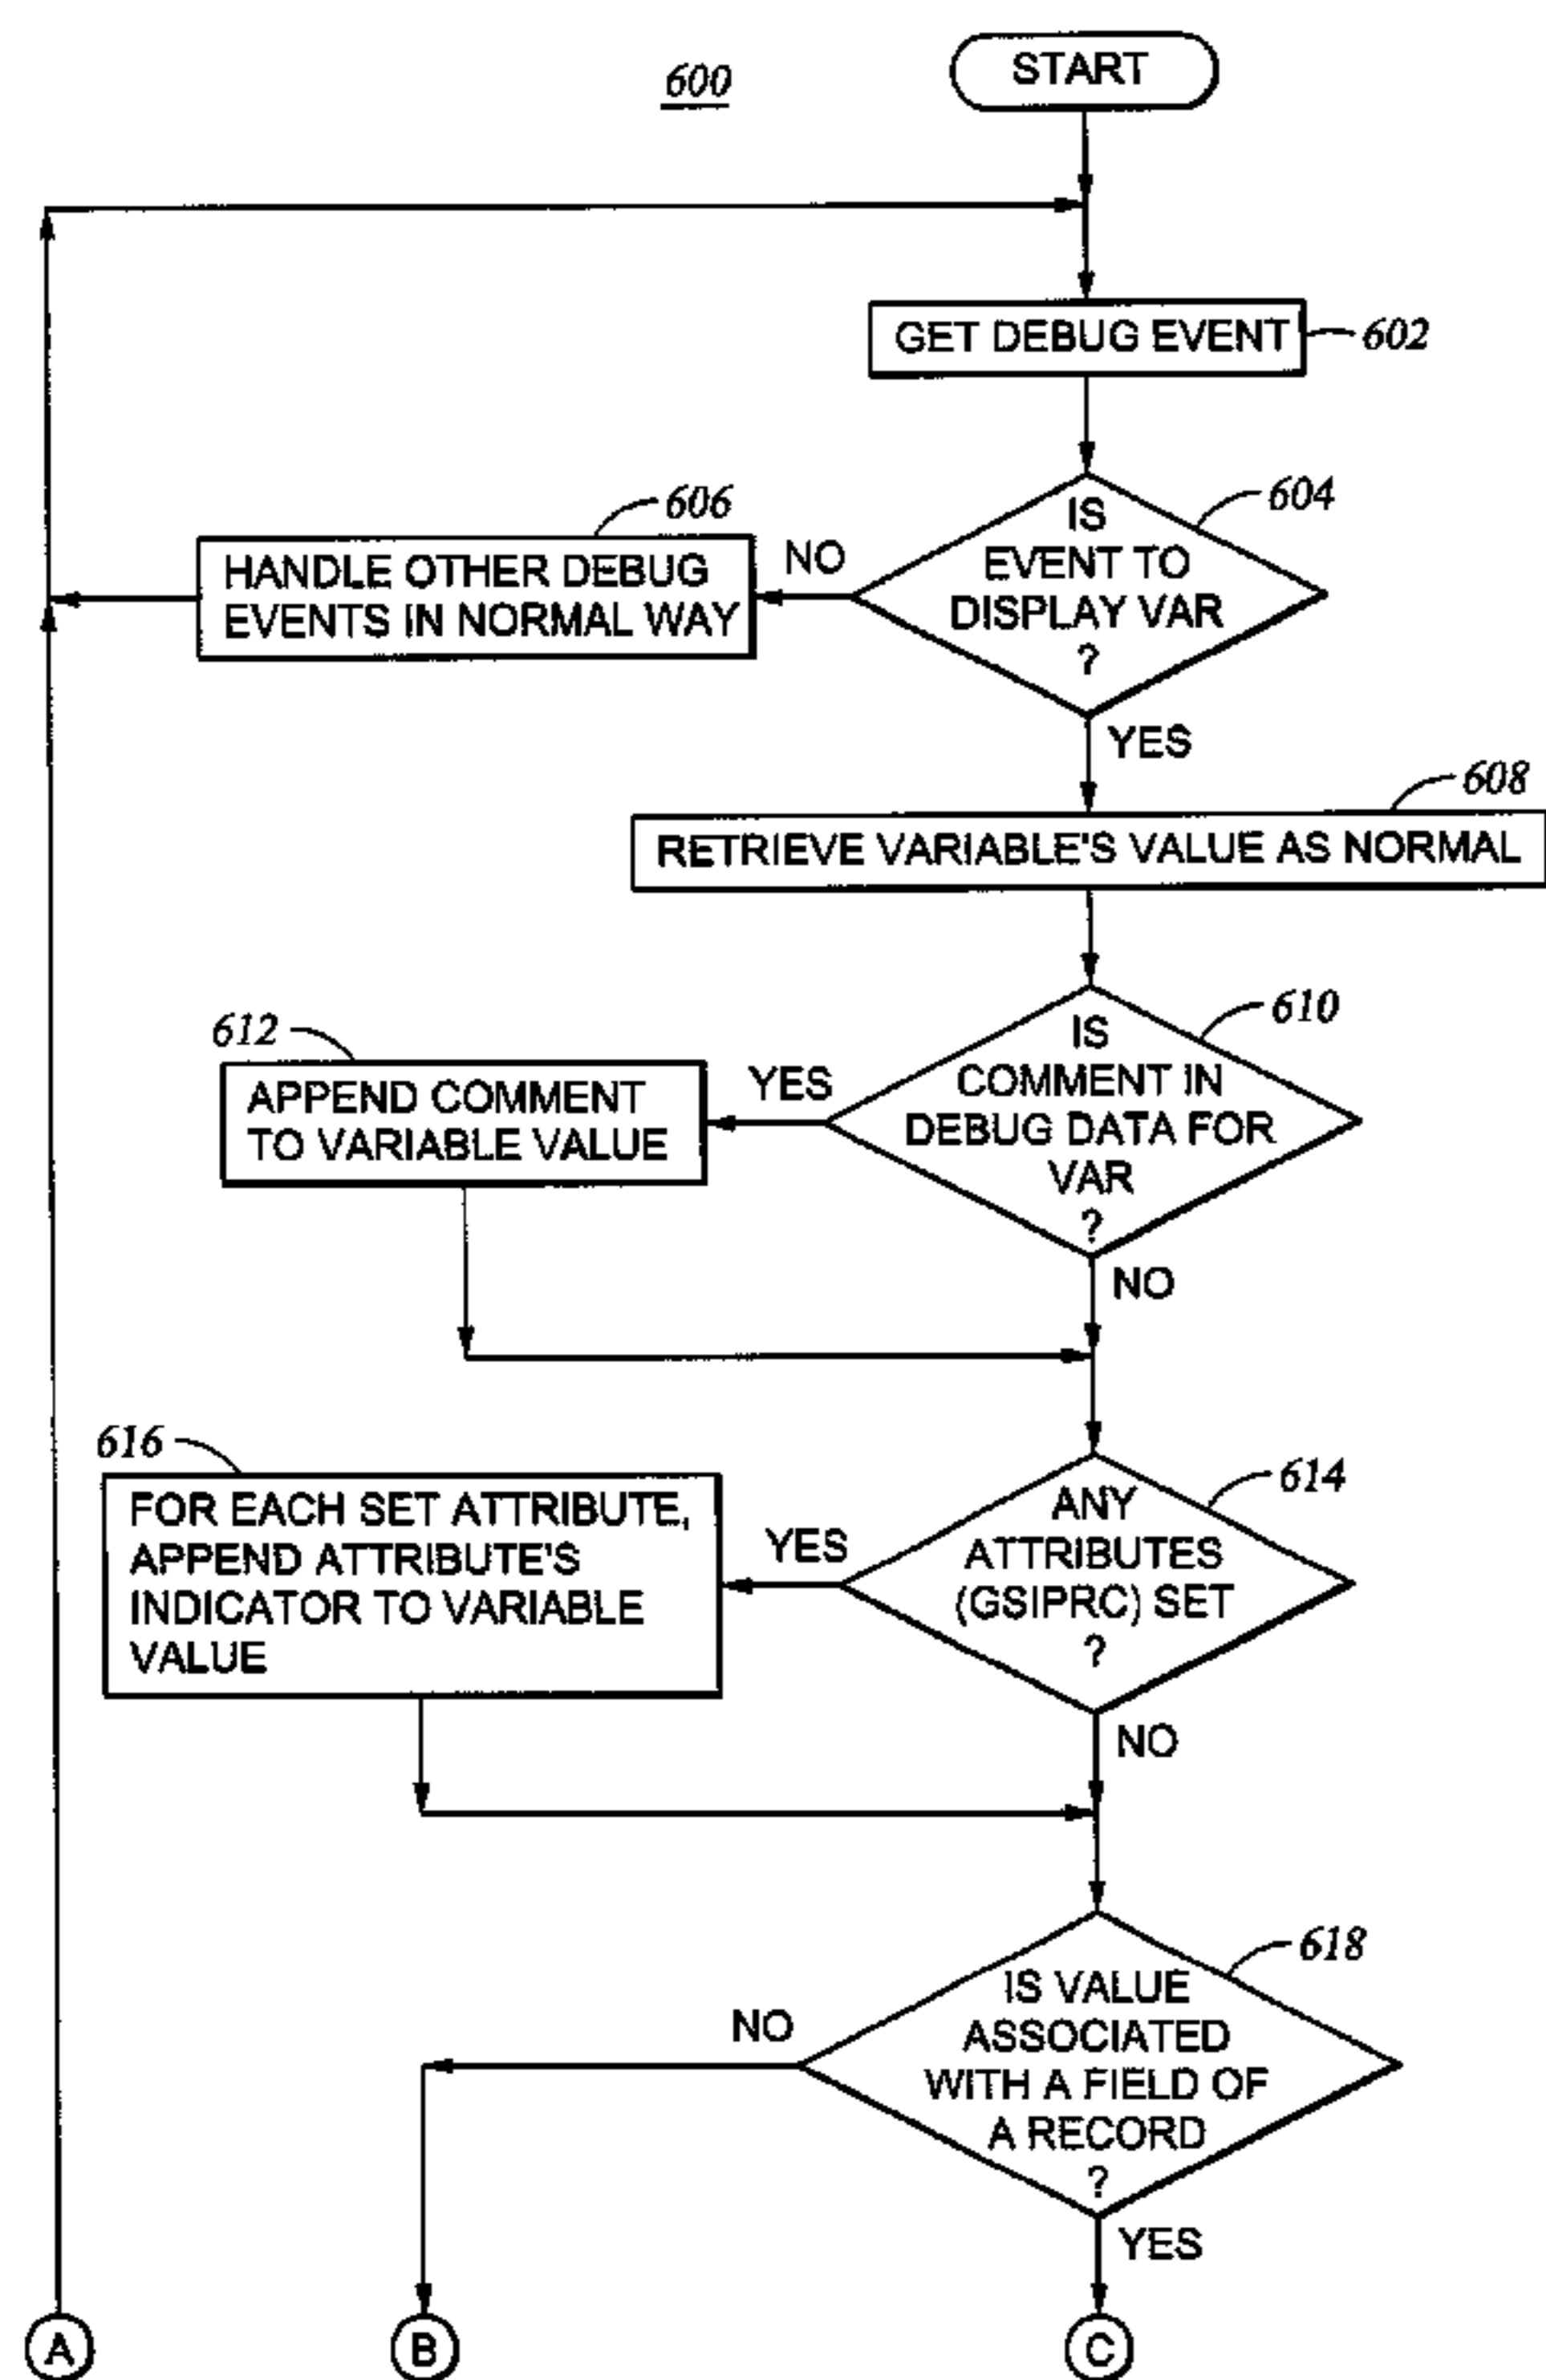 START
600
GET DEBUG EVENT
602
604
IS
EVENT TO
DISPLAY VAR
?
606
NO
HANDLE OTHER DEBUG
EVENTS IN NORMAL WAY
YES
608
RETRIEVE VARIABLE'S VALUE AS NORMAL
610
IS
COMMENT IN
DEBUG DATA FOR
VAR
?
612
YES
APPEND COMMENT
TO VARIABLE VALUE
NO
614
ANY
ATTRIBUTES
(GSIPRC) SET
?
616
YES
FOR EACH SET ATTRIBUTE,
APPEND ATTRIBUTE'S
INDICATOR TO VARIABLE
VALUE
NO
618
IS VALUE
ASSOCIATED
WITH A FIELD OF
A RECORD
?
NO
YES
A
B
C